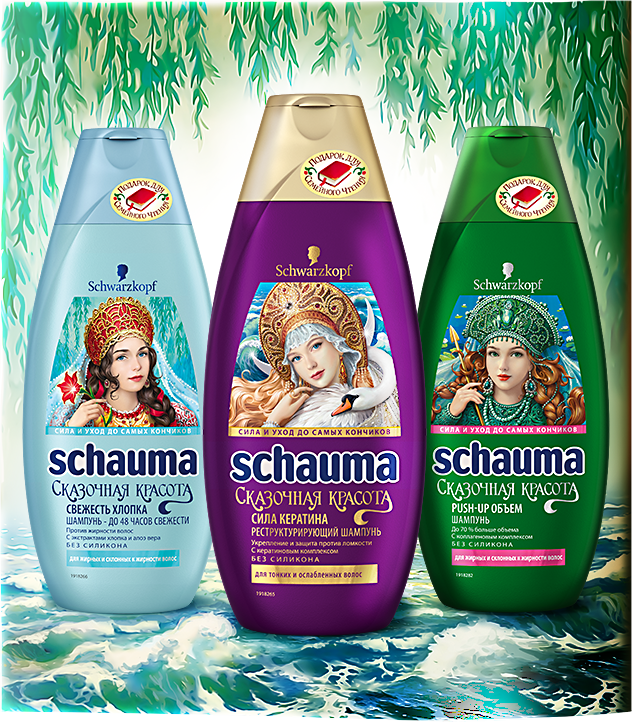 Подарок для
Семейного Чтения
Schwarzkopf
СИЛА И УХОД ДО САМЫХ КОНЧИКОВ
schauma
Сказочная красота
СВЕЖЕСТЬ ХЛОПКА
ШАМПУНЬ - ДО 48 ЧАСОВ СВЕЖЕСТИ
Против жирности волос
С экстрактами хлопка и алоэ вера
БЕЗ СИЛИКОНА
для жирных и склонных к жирности волос
1918260
Подарок для
Семейного Чтения
Schwarzkopf
СИЛА И УХОД ДО САМЫХ КОНЧИКОВ
schauma
Сказочная красота
СИЛА КЕРАТИНА
РЕСТРУКТУРИРУЮЩИЙ ШАМПУНЬ
Укрепление и защита против ломкости
С кератиновым комплексом
БЕЗ СИЛИКОНА
для тонких и ослабленных волос
1918265
Подарок для
Семейного Чтения
Schwarzkopf
СИЛА И УХОД ДО САМЫХ КОНЧИКОВ
schauma
Сказочная красота
PUSH-UP ОБЪЕМ
ШАМПУНЬ
До 70 % больше объема
С коллагеновым комплексом
БЕЗ СИЛИКОНА
для жирных и склонных к жирности волос
1918282